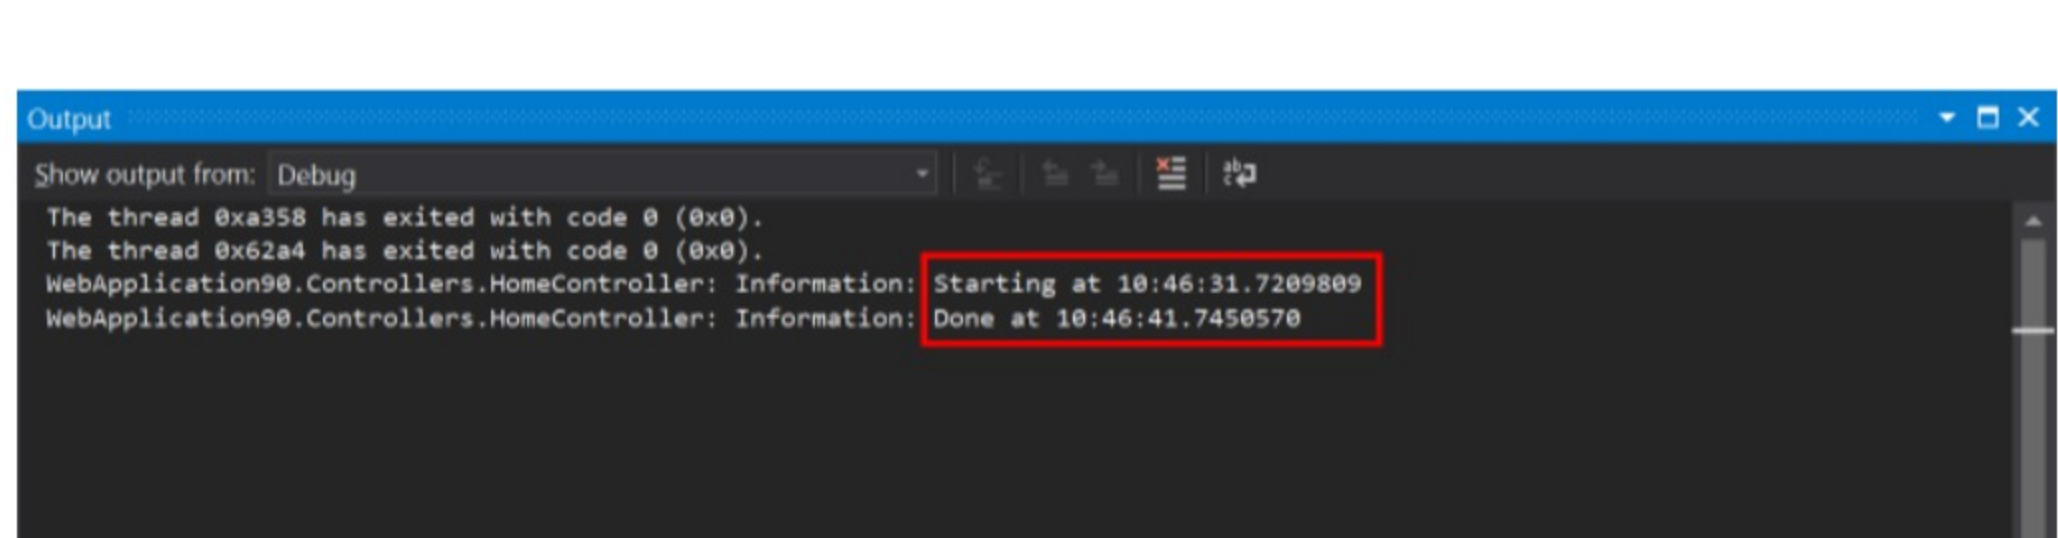 Output
Show output from: Debug
The thread 0xa358 has exited with code 0 (0x0).
The thread 0x62a4 has exited with code 0 (0x0).
WebApplication90.Controllers.HomeController: Information: Starting at 10:46:31.7209809
WebApplication90.Controllers.HomeController: Information: Done at 10:46:41.7450570